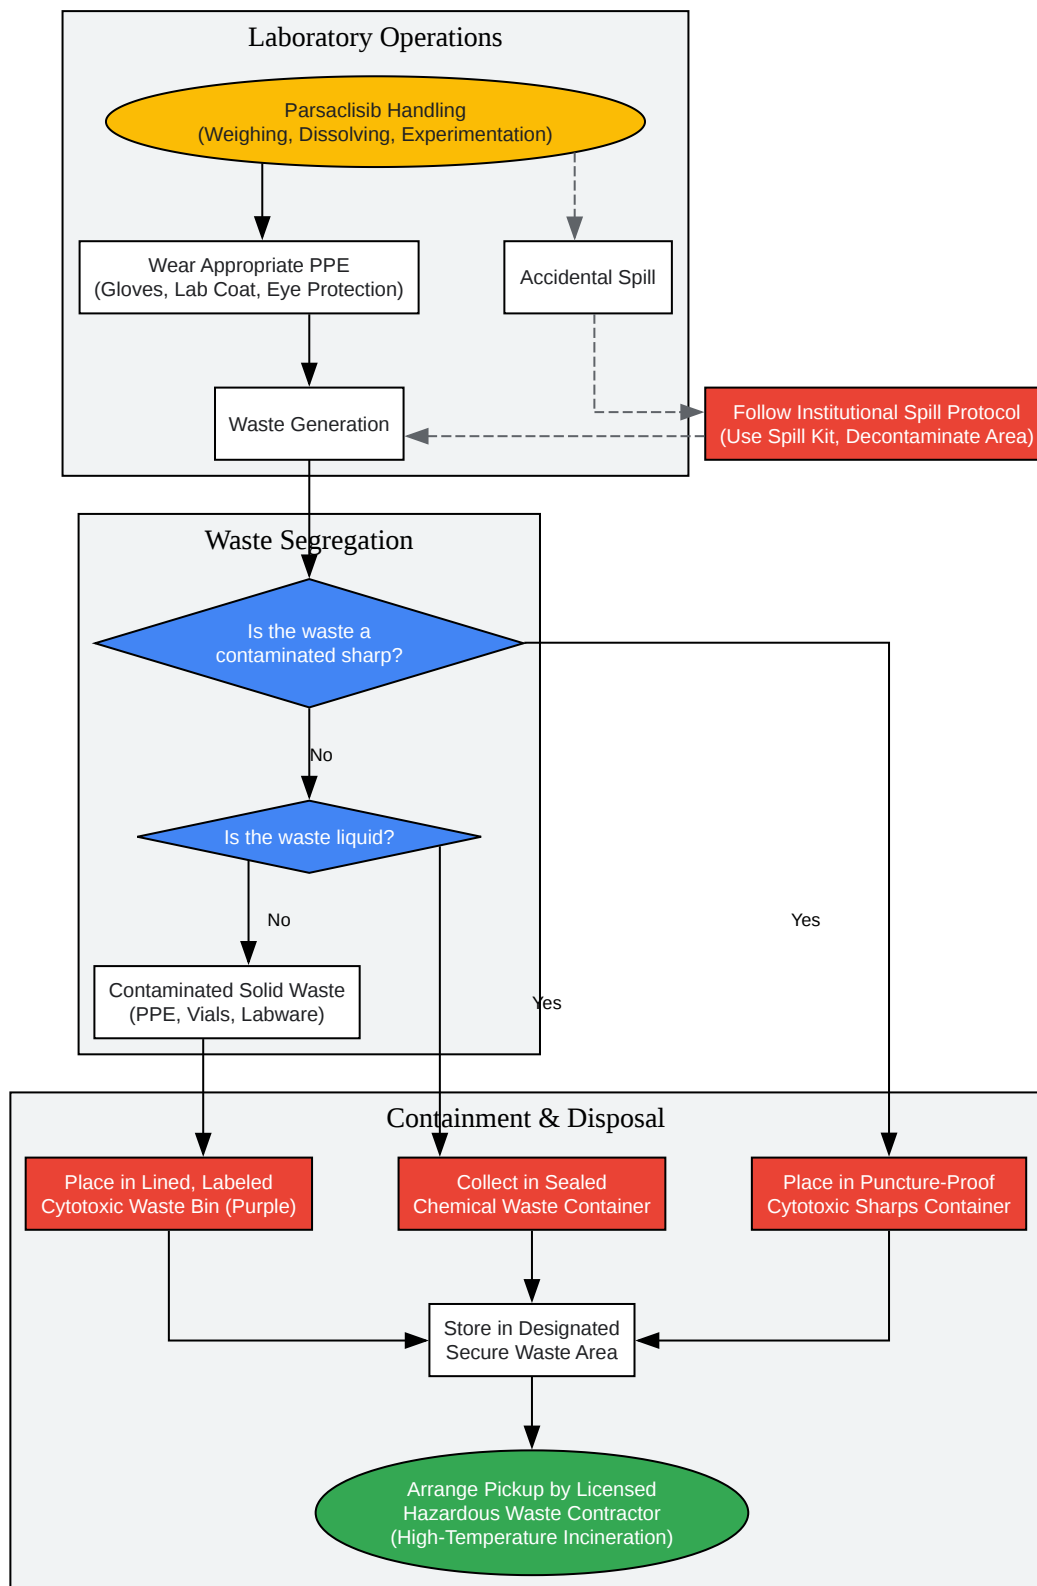 Laboratory Operations
Parsaclisib Handling
(Weighing, Dissolving, Experimentation)
Wear Appropriate PPE
(Gloves, Lab Coat, Eye Protection)
Accidental Spill
Waste Generation
Follow Institutional Spill Protocol
(Use Spill Kit, Decontaminate Area)
Waste Segregation
Is the waste a
contaminated sharp?
No
Is the waste liquid?
No
Yes
Contaminated Solid Waste
(PPE, Vials, Labware)
Yes
Containment & Disposal
Place in Lined, Labeled
Cytotoxic Waste Bin (Purple)
Collect in Sealed
Chemical Waste Container
Place in Puncture-Proof
Cytotoxic Sharps Container
Store in Designated
Secure Waste Area
Arrange Pickup by Licensed
Hazardous Waste Contractor
(High-Temperature Incineration)